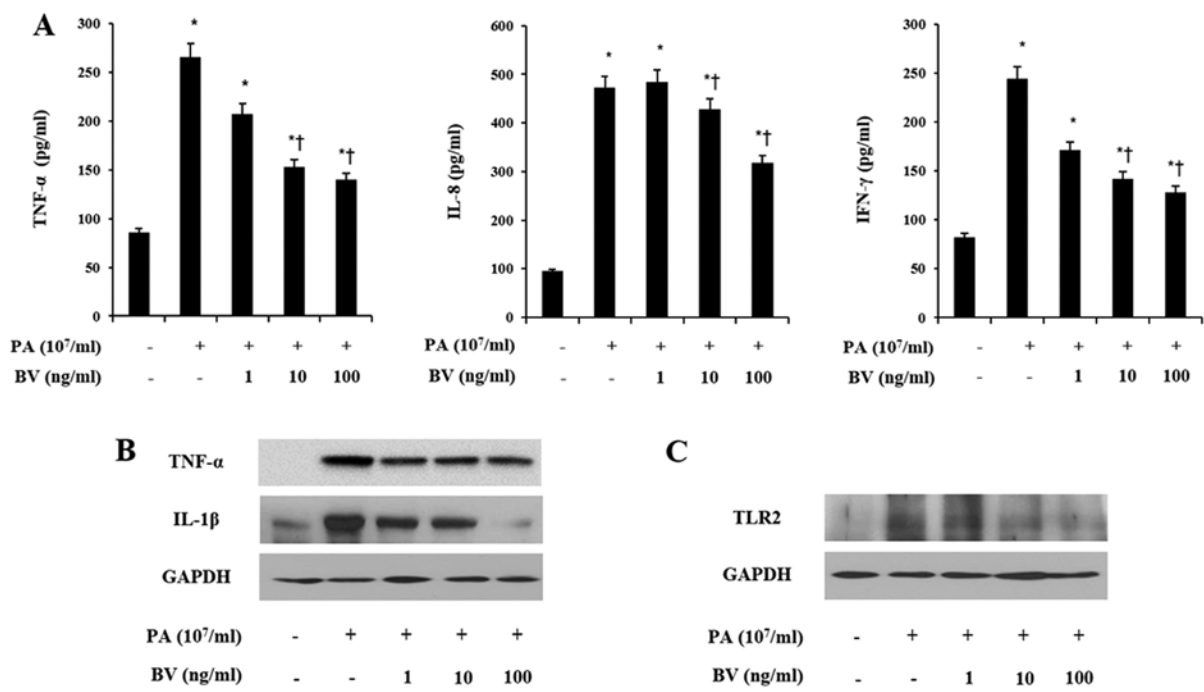 A
TNF-α (pg/ml)
300
250
200
150
100
50
0
*
*
*†
*†
PA (10⁷/ml) - + + + +
BV (ng/ml) - - 1 10 100
IL-8 (pg/ml)
600
500
400
300
200
100
0
*
*
*†
*†
PA (10⁷/ml) - + + + +
BV (ng/ml) - - 1 10 100
IFN-γ (pg/ml)
300
250
200
150
100
50
0
*
*
*†
*†
PA (10⁷/ml) - + + + +
BV (ng/ml) - - 1 10 100
B
TNF-α
IL-1β
GAPDH
PA (10⁷/ml) - + + + +
BV (ng/ml) - - 1 10 100
C
TLR2
GAPDH
PA (10⁷/ml) - + + + +
BV (ng/ml) - - 1 10 100